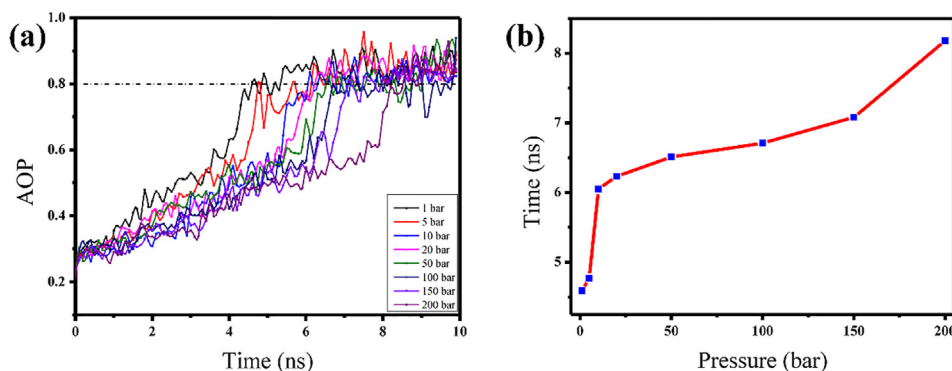 (a)
AOP
1.0
0.8
0.6
0.4
0.2
0
2
4
6
8
10
Time (ns)
1 bar
5 bar
10 bar
20 bar
50 bar
100 bar
150 bar
200 bar
(b)
Time (ns)
8
7
6
5
0
50
100
150
200
Pressure (bar)